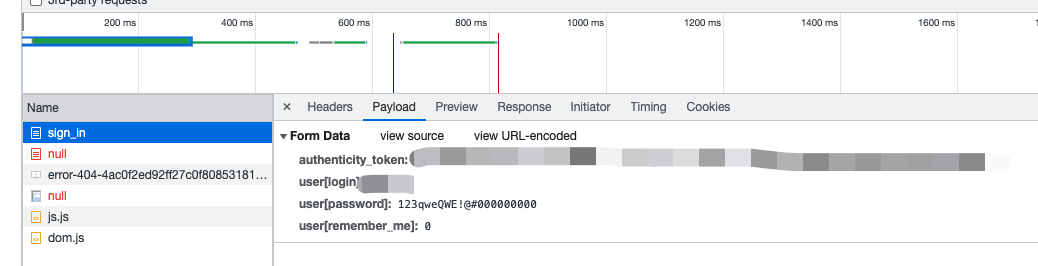 3rd-party requests
200 ms 400 ms 600 ms 800 ms 1000 ms 1200 ms 1400 ms 1600 ms
Name
× Headers Payload Preview Response Initiator Timing Cookies
sign_in
▼ Form Data view source view URL-encoded
null
authenticity_token:
error-404-4ac0f2ed92ff27c0f80853181...
user[login]
null
user[password]: 123qweQWE!@#000000000
js.js
user[remember_me]: 0
dom.js